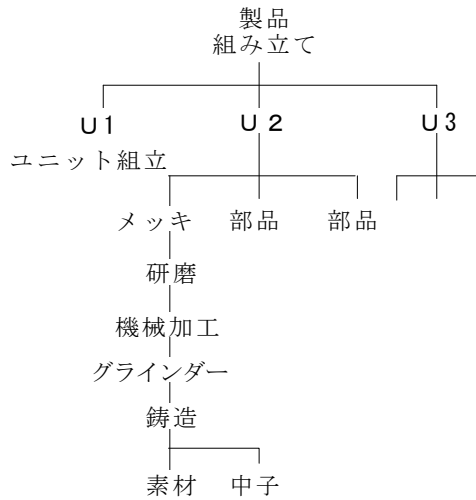 製品
組み立て
U1 U2 U3
ユニット組立
メッキ 部品 部品
研磨
機械加工
グラインダー
鋳造
素材 中子